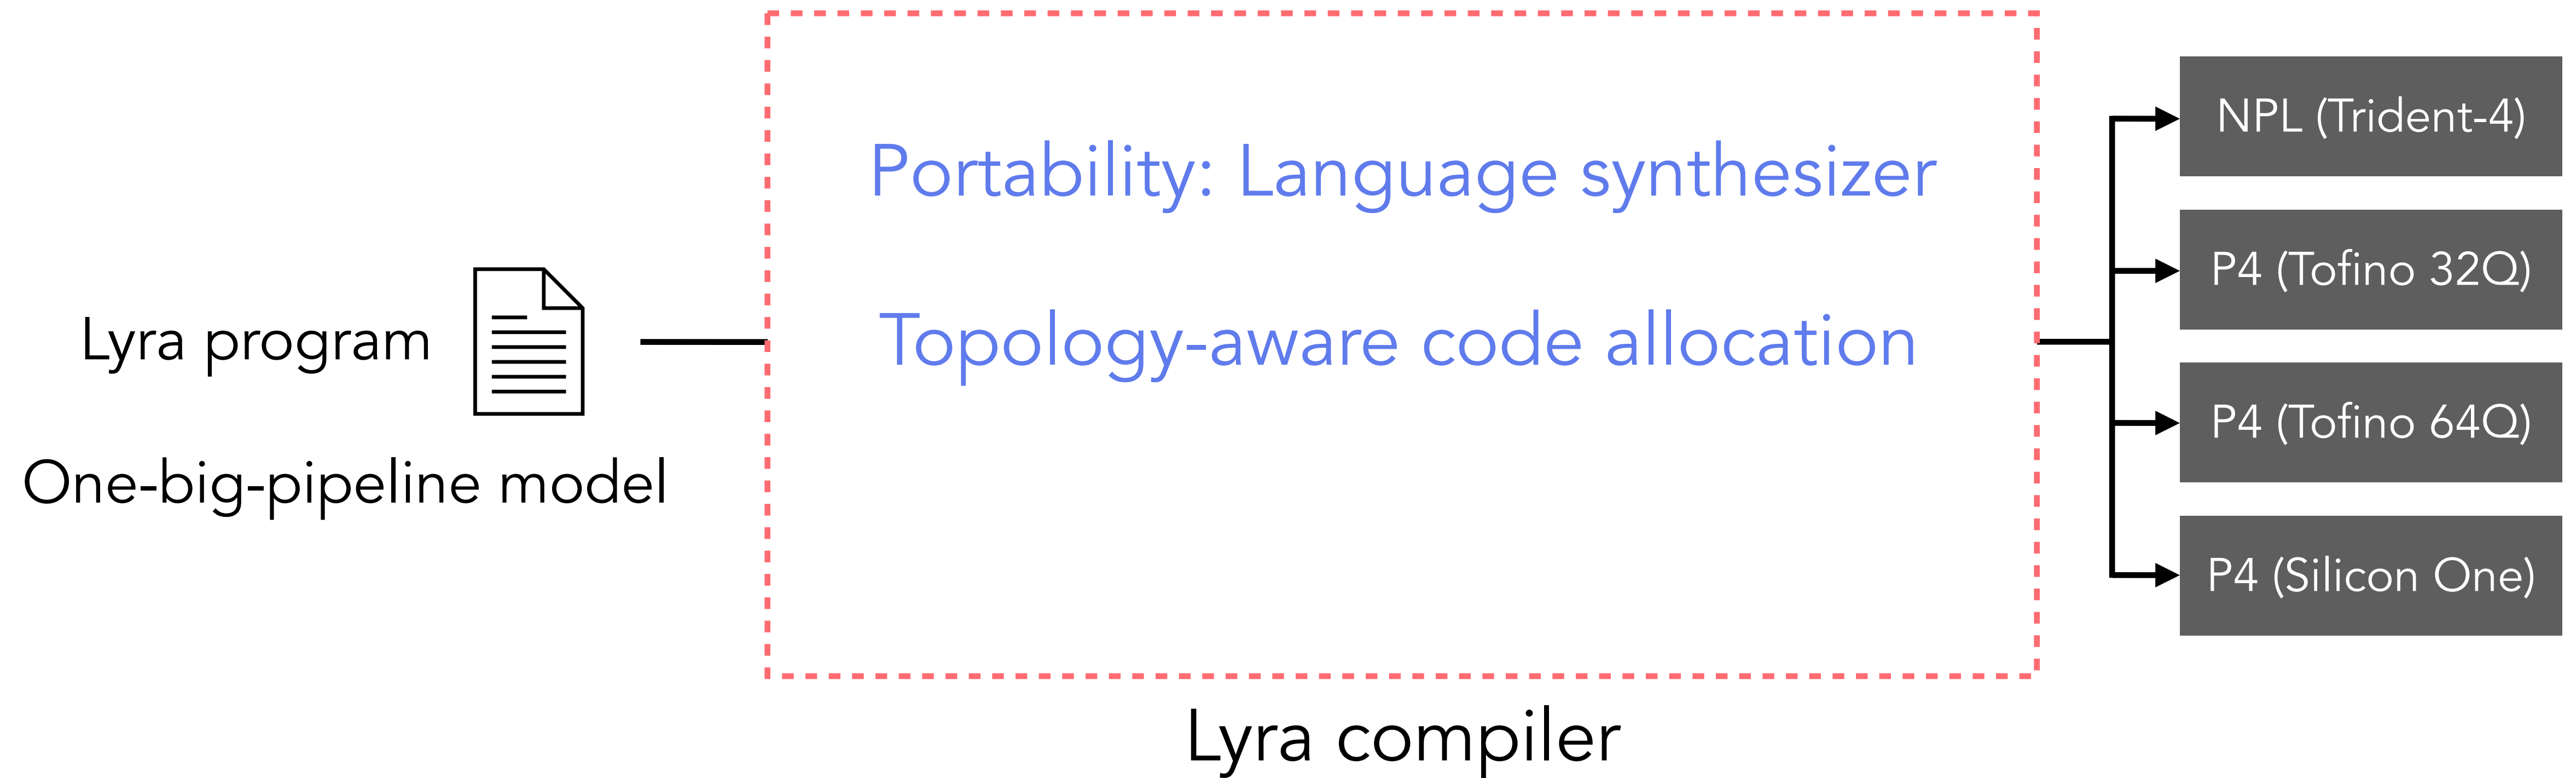 Lyra program
One-big-pipeline model
Portability: Language synthesizer
Topology-aware code allocation
Lyra compiler
NPL (Trident-4)
P4 (Tofino 32Q)
P4 (Tofino 64Q)
P4 (Silicon One)